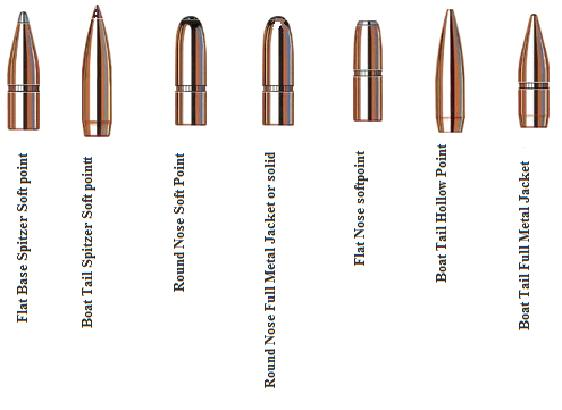 Flat Base Spitzer Soft point
Boat Tail Spitzer Soft pointt
Round Nose Soft Point
Round Nose Full Metal Jacket or solid
Flat Nose softpoint
Boat Tail Hollow Point
Boat Tail Full Metal Jacket